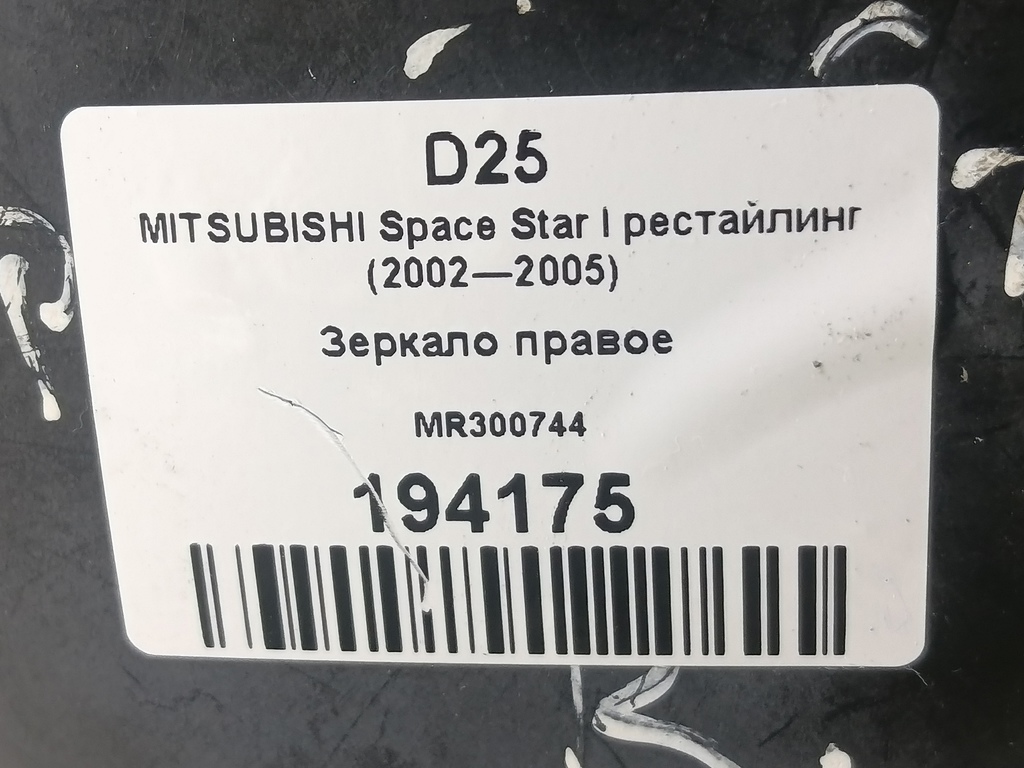 D25
MITSUBISHI Space Star I рестайлинг
(2002—2005)
Зеркало правое
MR300744
194175